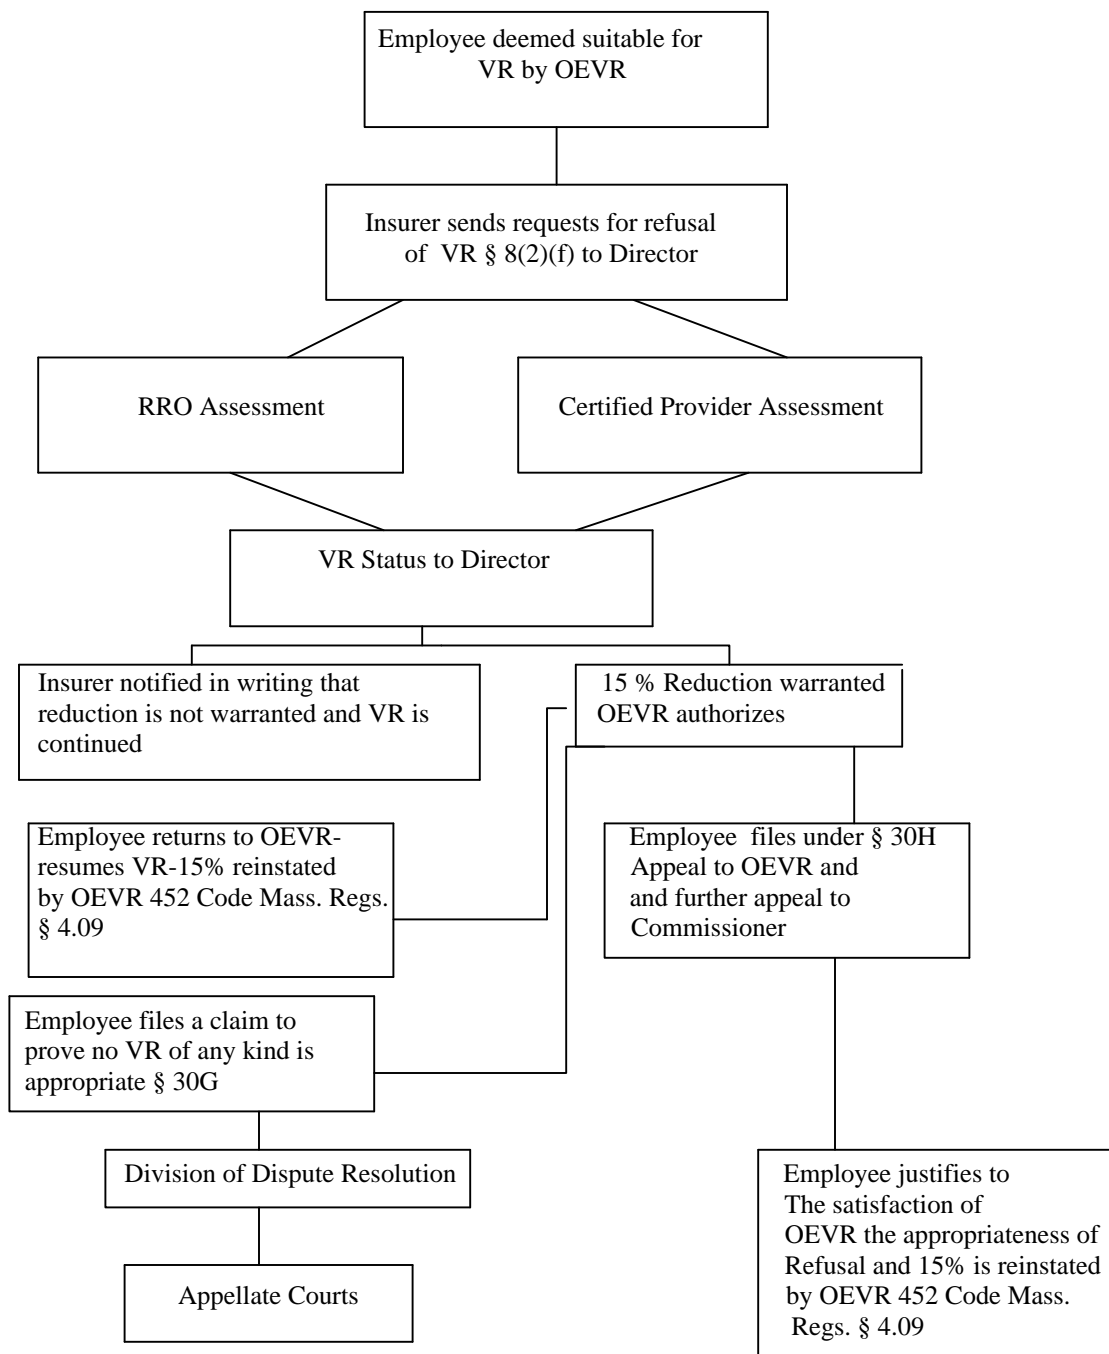 Employee deemed suitable for
VR by OEVR
Insurer sends requests for refusal
of VR § 8(2)(f) to Director
RRO Assessment
Certified Provider Assessment
VR Status to Director
Insurer notified in writing that
reduction is not warranted and VR is
continued
15 % Reduction warranted
OEVR authorizes
Employee returns to OEVR-
resumes VR-15% reinstated
by OEVR 452 Code Mass. Regs.
§ 4.09
Employee files under § 30H
Appeal to OEVR and
and further appeal to
Commissioner
Employee files a claim to
prove no VR of any kind is
appropriate § 30G
Division of Dispute Resolution
Appellate Courts
Employee justifies to
The satisfaction of
OEVR the appropriateness of
Refusal and 15% is reinstated
by OEVR 452 Code Mass.
Regs. § 4.09